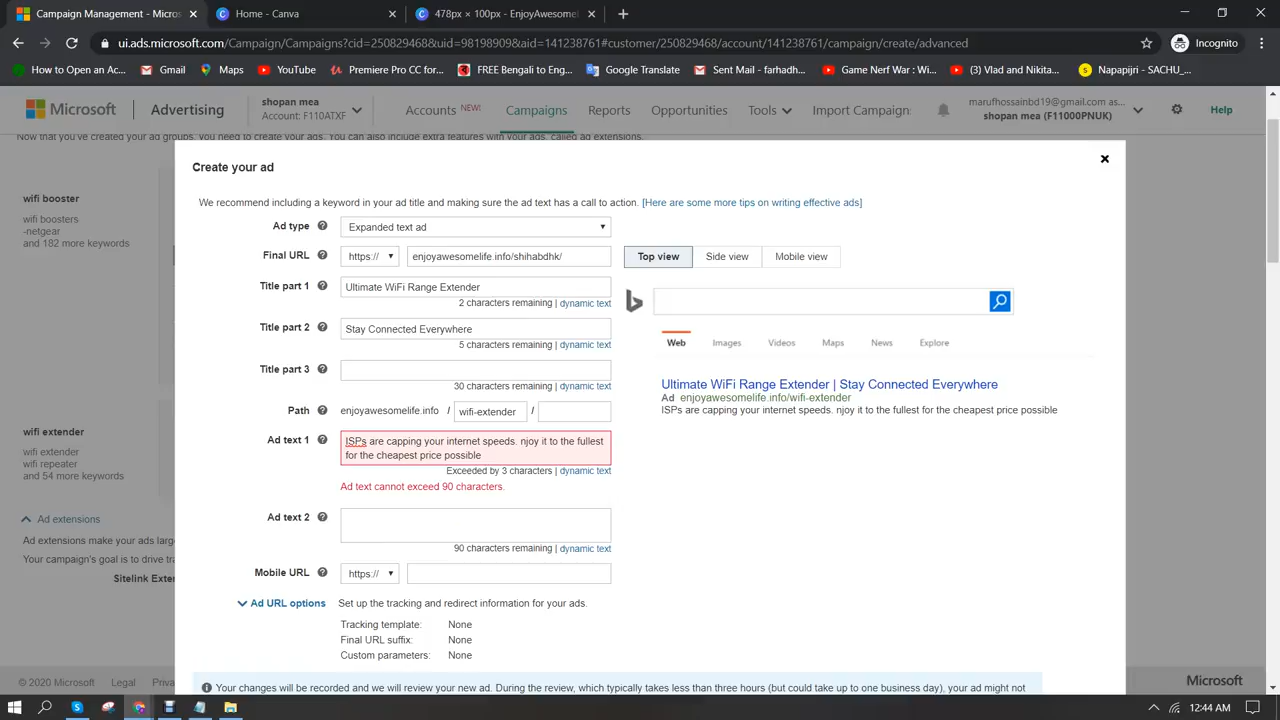 Campaign Management - Micros
Home - Canva
478px × 100px - EnjoyAwesomel
ui.ads.microsoft.com/Campaign/Campaigns?cid=250829468&uid=981989098&aid=141238761#customer/250829468/account/141238761/campaign/create/advanced
Incognito
How to Open an Ac...
Gmail
Maps
YouTube
Premiere Pro CC for...
FREE Bengali to Engl...
Google Translate
Sent Mail - farhadh...
Game Nerf War : Wi...
(3) Vlad and Nikita...
Napapijri - SACHU_...
Microsoft
Advertising
shopan mea
Account: F110ATXF
Accounts NEW!
Campaigns
Reports
Opportunities
Tools
Import Campaign
marufhossainbd19@gmail.com as...
shopan mea (F11000PNUK)
Help
Now that you've created your ad groups, you need to create your ads. You can also include extra features with your ads, called ad extensions.
Create your ad
We recommend including a keyword in your ad title and making sure the ad text has a call to action. [Here are some more tips on writing effective ads]
wifi booster
wifi boosters
-netgear
and 182 more keywords
Ad type
Expanded text ad
Final URL
https://
enjoyawesomelife.info/shihabdhk/
Top view
Side view
Mobile view
Title part 1
Ultimate WiFi Range Extender
2 characters remaining | dynamic text
Title part 2
Stay Connected Everywhere
5 characters remaining | dynamic text
Web
Images
Videos
Maps
News
Explore
Title part 3
30 characters remaining | dynamic text
Ultimate WiFi Range Extender | Stay Connected Everywhere
Ad enjoyawesomelife.info/wifi-extender
ISPs are capping your internet speeds. njoy it to the fullest for the cheapest price possible
Path
enjoyawesomelife.info / wifi-extender /
wifi extender
wifi extender
wifi repeater
and 54 more keywords
Ad text 1
ISPs are capping your internet speeds. njoy it to the fullest
for the cheapest price possible
Exceeded by 3 characters | dynamic text
Ad text cannot exceed 90 characters.
Ad extensions
Ad extensions make your ads larg
Your campaign's goal is to drive tra
Sitelink Exter
Ad text 2
90 characters remaining | dynamic text
Mobile URL
https://
Ad URL options
Set up the tracking and redirect information for your ads.
Tracking template: None
Final URL suffix: None
Custom parameters: None
Your changes will be recorded and we will review your new ad. During the review, which typically takes less than three hours (but could take up to one business day), your ad might not
© 2020 Microsoft
Legal
Priva
Microsoft
12:44 AM